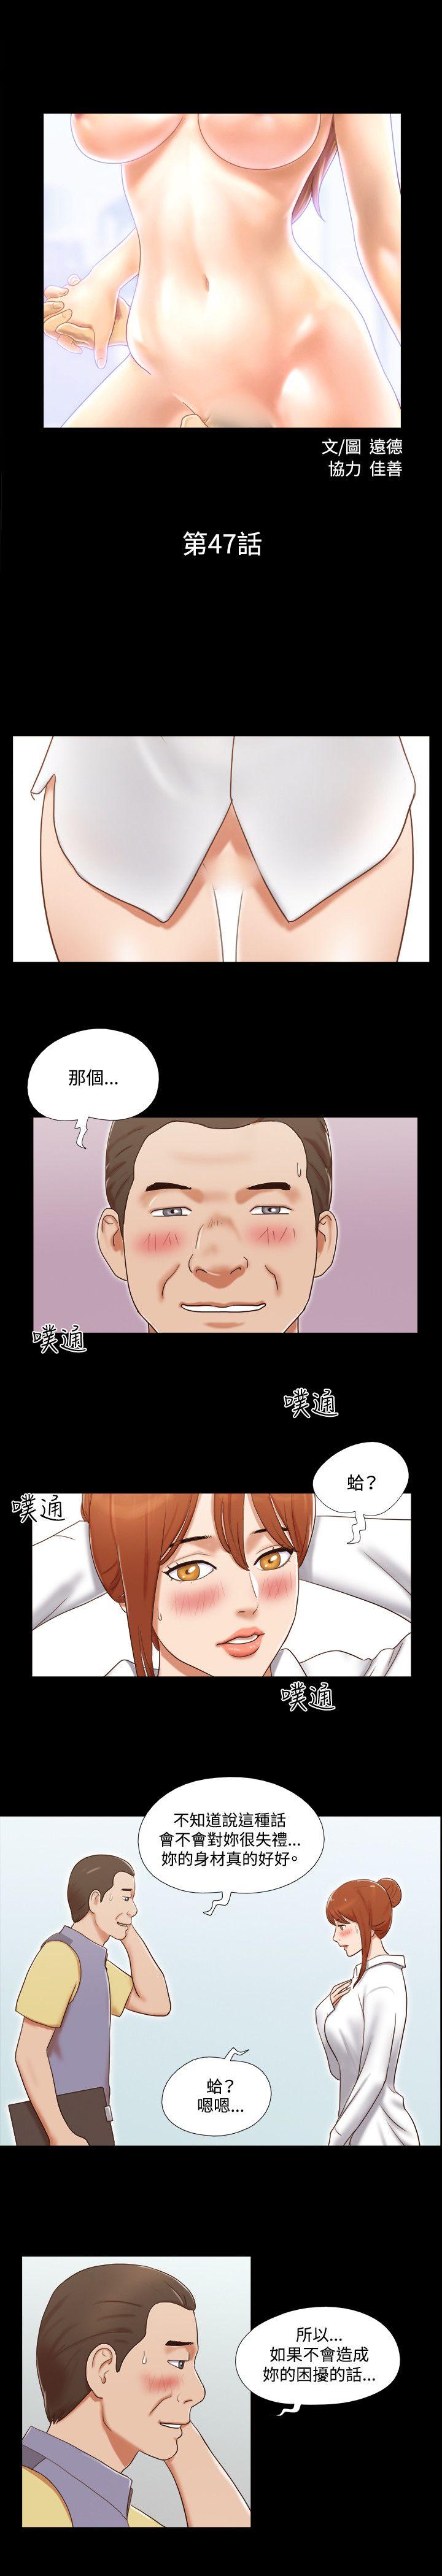 文/圖 遠德
協力 佳善
第47話
那個...
噗通
噗通
噗通
蛤？
噗通
不知道說這種話
會不會對妳很失禮...
妳的身材真的好好。
蛤？
嗯嗯...
所以...
如果不會造成
妳的困擾的話...